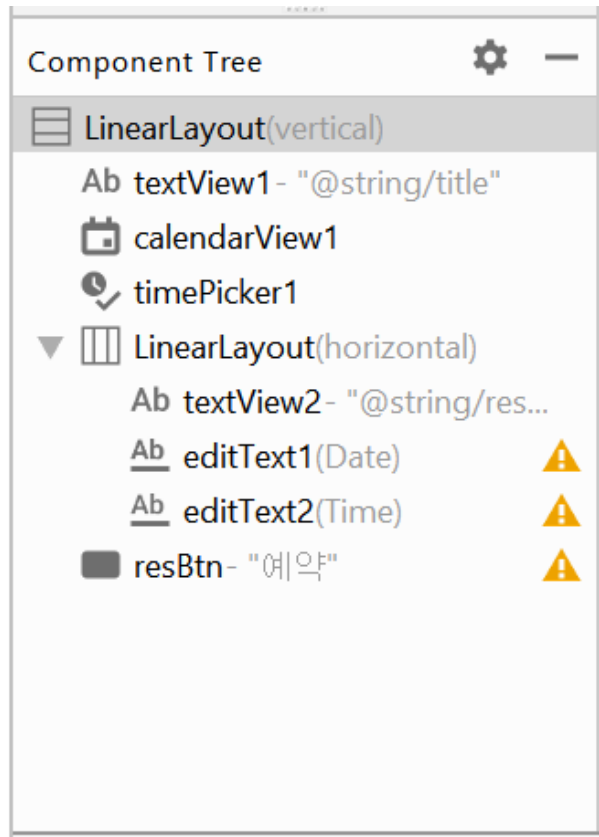 Component Tree
LinearLayout(vertical)
Ab textView1- "@string/title"
calendarView1
timePicker1
LinearLayout(horizontal)
Ab textView2- "@string/res...
Ab editText1(Date)
Ab editText2(Time)
resBtn- "예약"